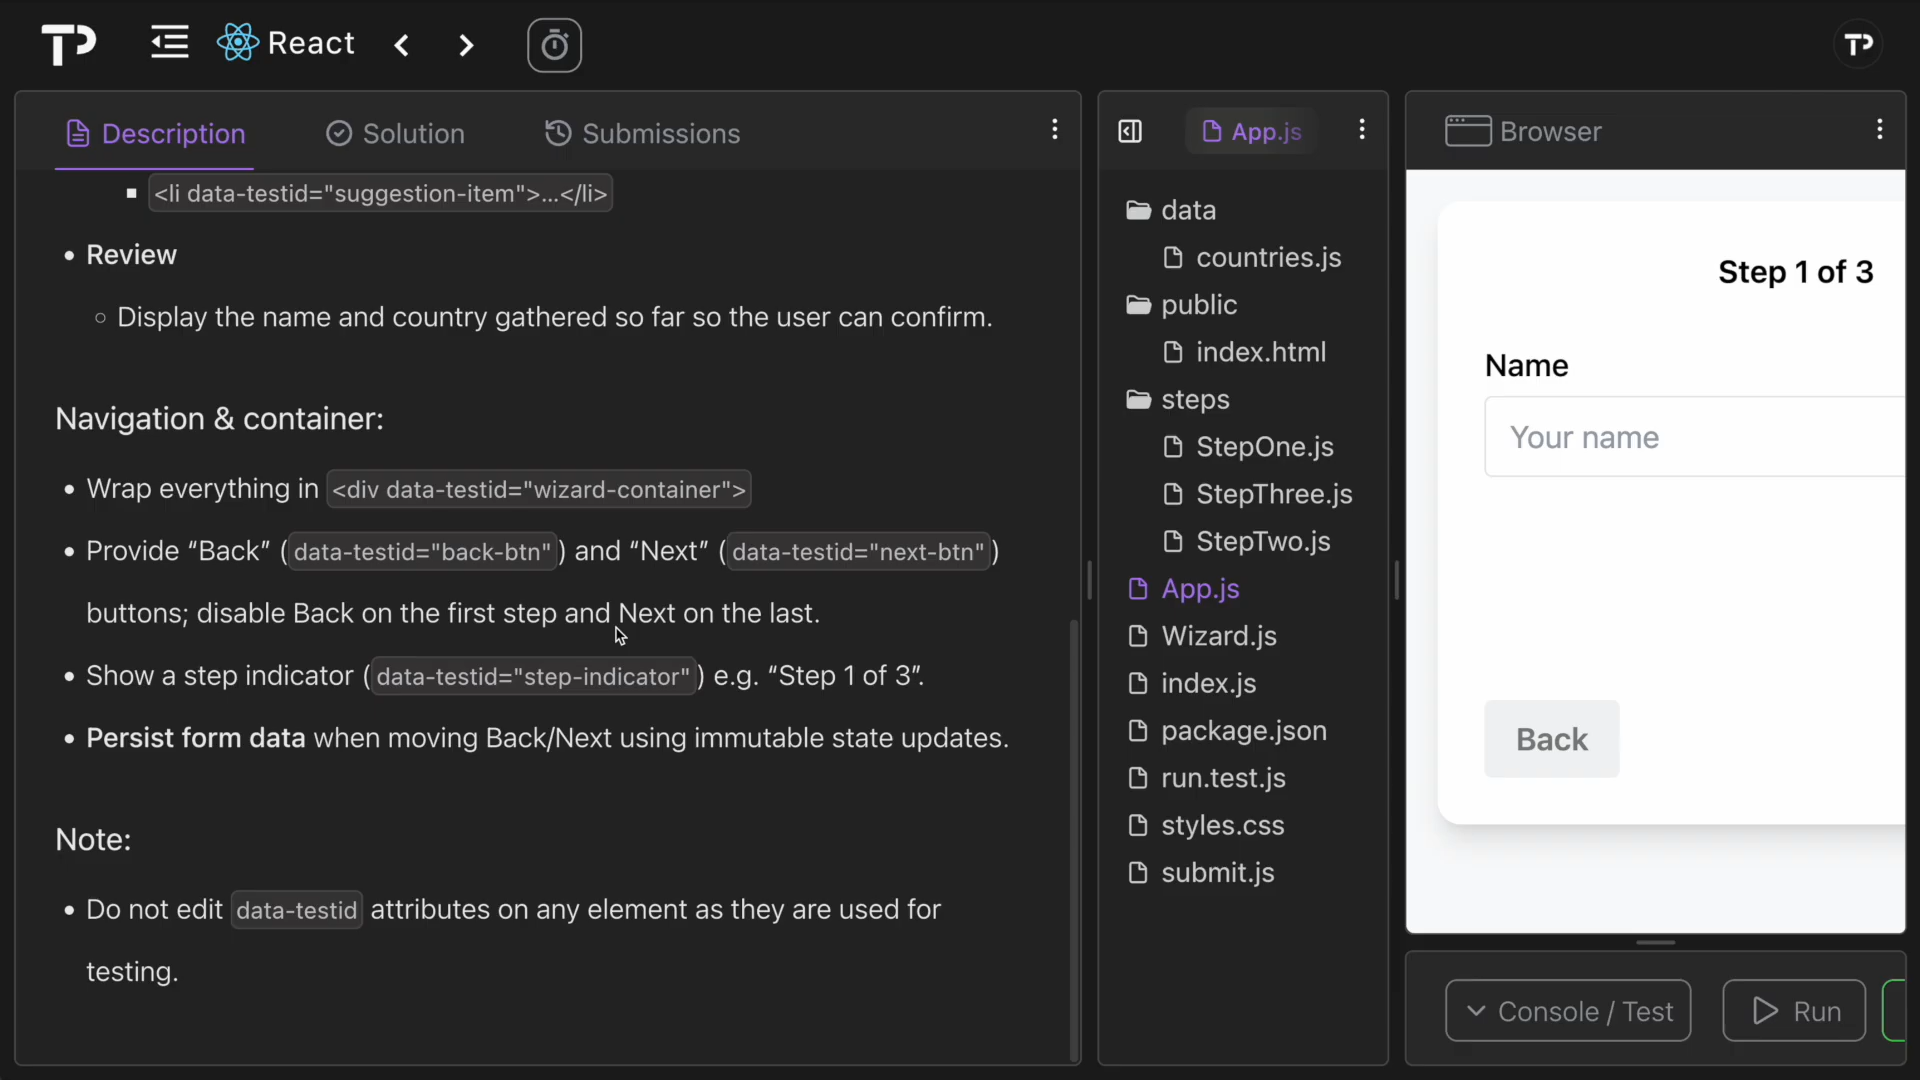 TP
React
TP
Description
Solution
Submissions
<li data-testid="suggestion-item">...</li>
Review
Display the name and country gathered so far so the user can confirm.
Navigation & container:
Wrap everything in <div data-testid="wizard-container">
Provide “Back” (data-testid="back-btn") and “Next” (data-testid="next-btn")
buttons; disable Back on the first step and Next on the last.
Show a step indicator (data-testid="step-indicator") e.g. “Step 1 of 3”.
Persist form data when moving Back/Next using immutable state updates.
Note:
Do not edit data-testid attributes on any element as they are used for
testing.
App.js
data
countries.js
public
index.html
steps
StepOne.js
StepThree.js
StepTwo.js
App.js
Wizard.js
index.js
package.json
run.test.js
styles.css
submit.js
Browser
Step 1 of 3
Name
Your name
Back
Console / Test
Run